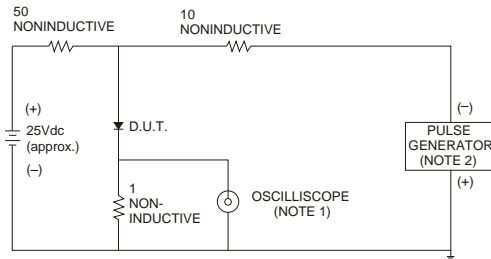 50
NONINDUCTIVE
10
NONINDUCTIVE
(+)
25Vdc
(approx.)
(–)
D.U.T.
1
NON-
INDUCTIVE
OSCILLISCOPE
(NOTE 1)
(–)
PULSE
GENERATOR
(NOTE 2)
(+)